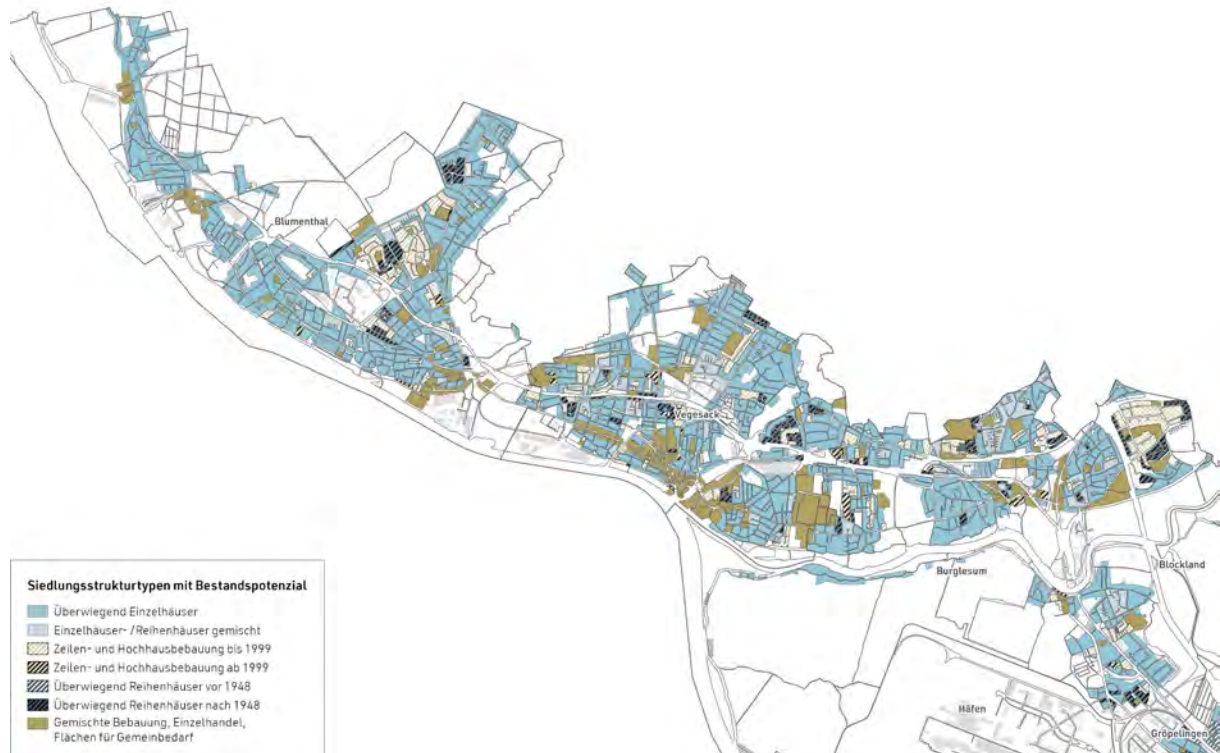 Blumenthal
Vegesack
Burglesum
Blockland
Häfen
Gröpelingen
Siedlungsstrukturtypen mit Bestandspotenzial
Überwiegend Einzelhäuser
Einzelhäuser- /Reihenhäuser gemischt
Zeilen- und Hochhausbebauung bis 1999
Zeilen- und Hochhausbebauung ab 1999
Überwiegend Reihenhäuser vor 1948
Überwiegend Reihenhäuser nach 1948
Gemischte Bebauung, Einzelhandel,
Flächen für Gemeinbedarf